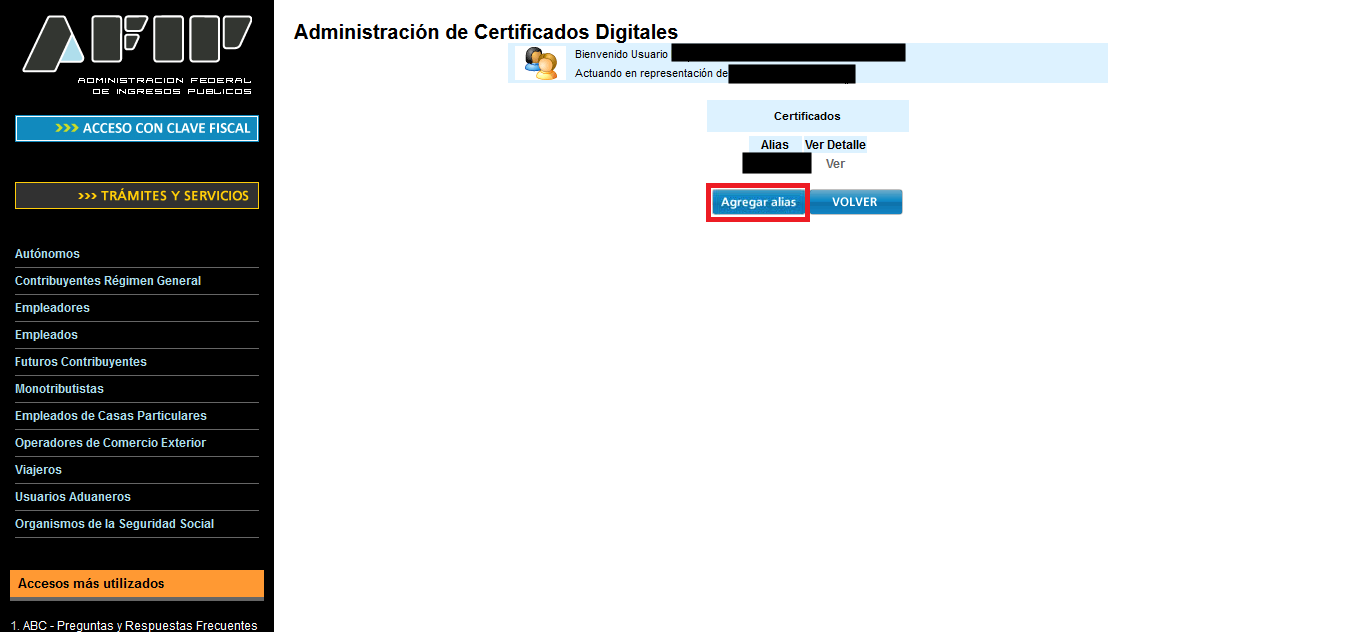 AFIP
ADMINISTRACION FEDERAL
DE INGRESOS PUBLICOS
>>> ACCESO CON CLAVE FISCAL
>>> TRÁMITES Y SERVICIOS
Autónomos
Contribuyentes Régimen General
Empleadores
Empleados
Futuros Contribuyentes
Monotributistas
Empleados de Casas Particulares
Operadores de Comercio Exterior
Viajeros
Usuarios Aduaneros
Organismos de la Seguridad Social
Accesos más utilizados
1. ABC - Preguntas y Respuestas Frecuentes
Administración de Certificados Digitales
Bienvenido Usuario
Actuando en representación de
Certificados
Alias Ver Detalle
Ver
Agregar alias VOLVER